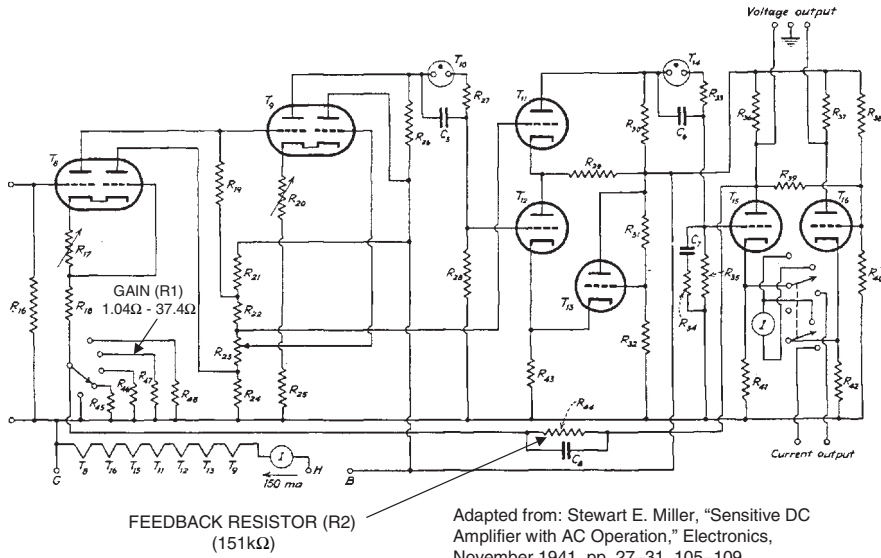 Voltage output
T10
T14
T11
T9
R27
C5
R26
R30
C6
R33
R36
R37
R38
T8
R19
R29
R39
T12
T15
T16
R20
R17
R21
R31
C7
R28
R35
R40
GAIN (R1)
1.04Ω - 37.4Ω
R16
R18
R22
T13
I
R34
R23
R32
R43
R41
R42
R45
R46
R47
R48
R24
R25
R44
C8
G
T8
T16
T15
T11
T12
T13
T9
I
H
150 ma
B
Current output
FEEDBACK RESISTOR (R2)
(151kΩ)
Adapted from: Stewart E. Miller, “Sensitive DC
Amplifier with AC Operation,” Electronics,
November 1941, pp. 27–31, 105–109